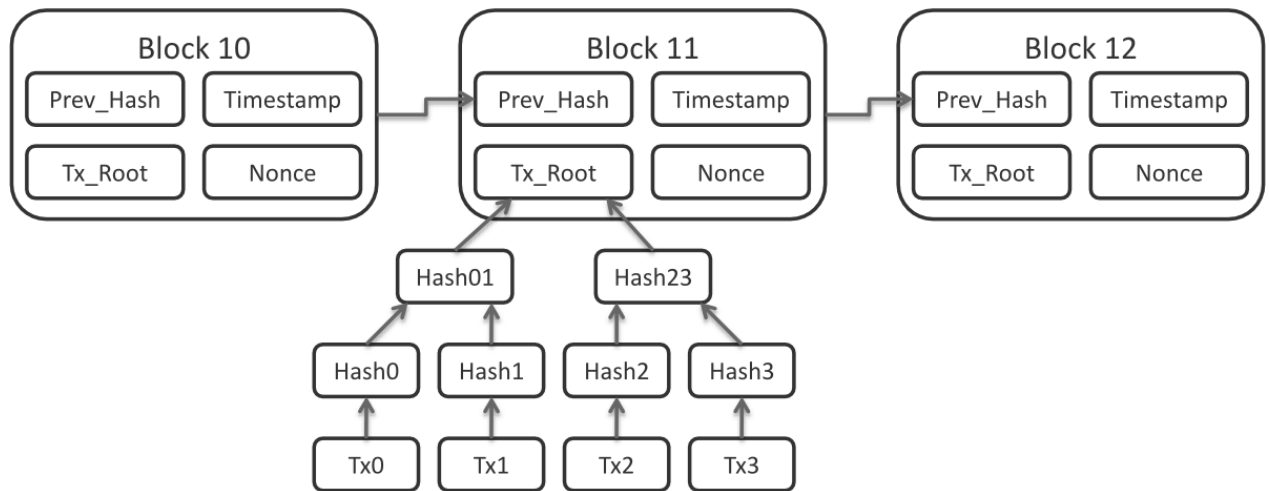 Block 10
Prev_Hash Timestamp
Tx_Root Nonce
Block 11
Prev_Hash Timestamp
Tx_Root Nonce
Block 12
Prev_Hash Timestamp
Tx_Root Nonce
Hash01 Hash23
Hash0 Hash1 Hash2 Hash3
Tx0 Tx1 Tx2 Tx3